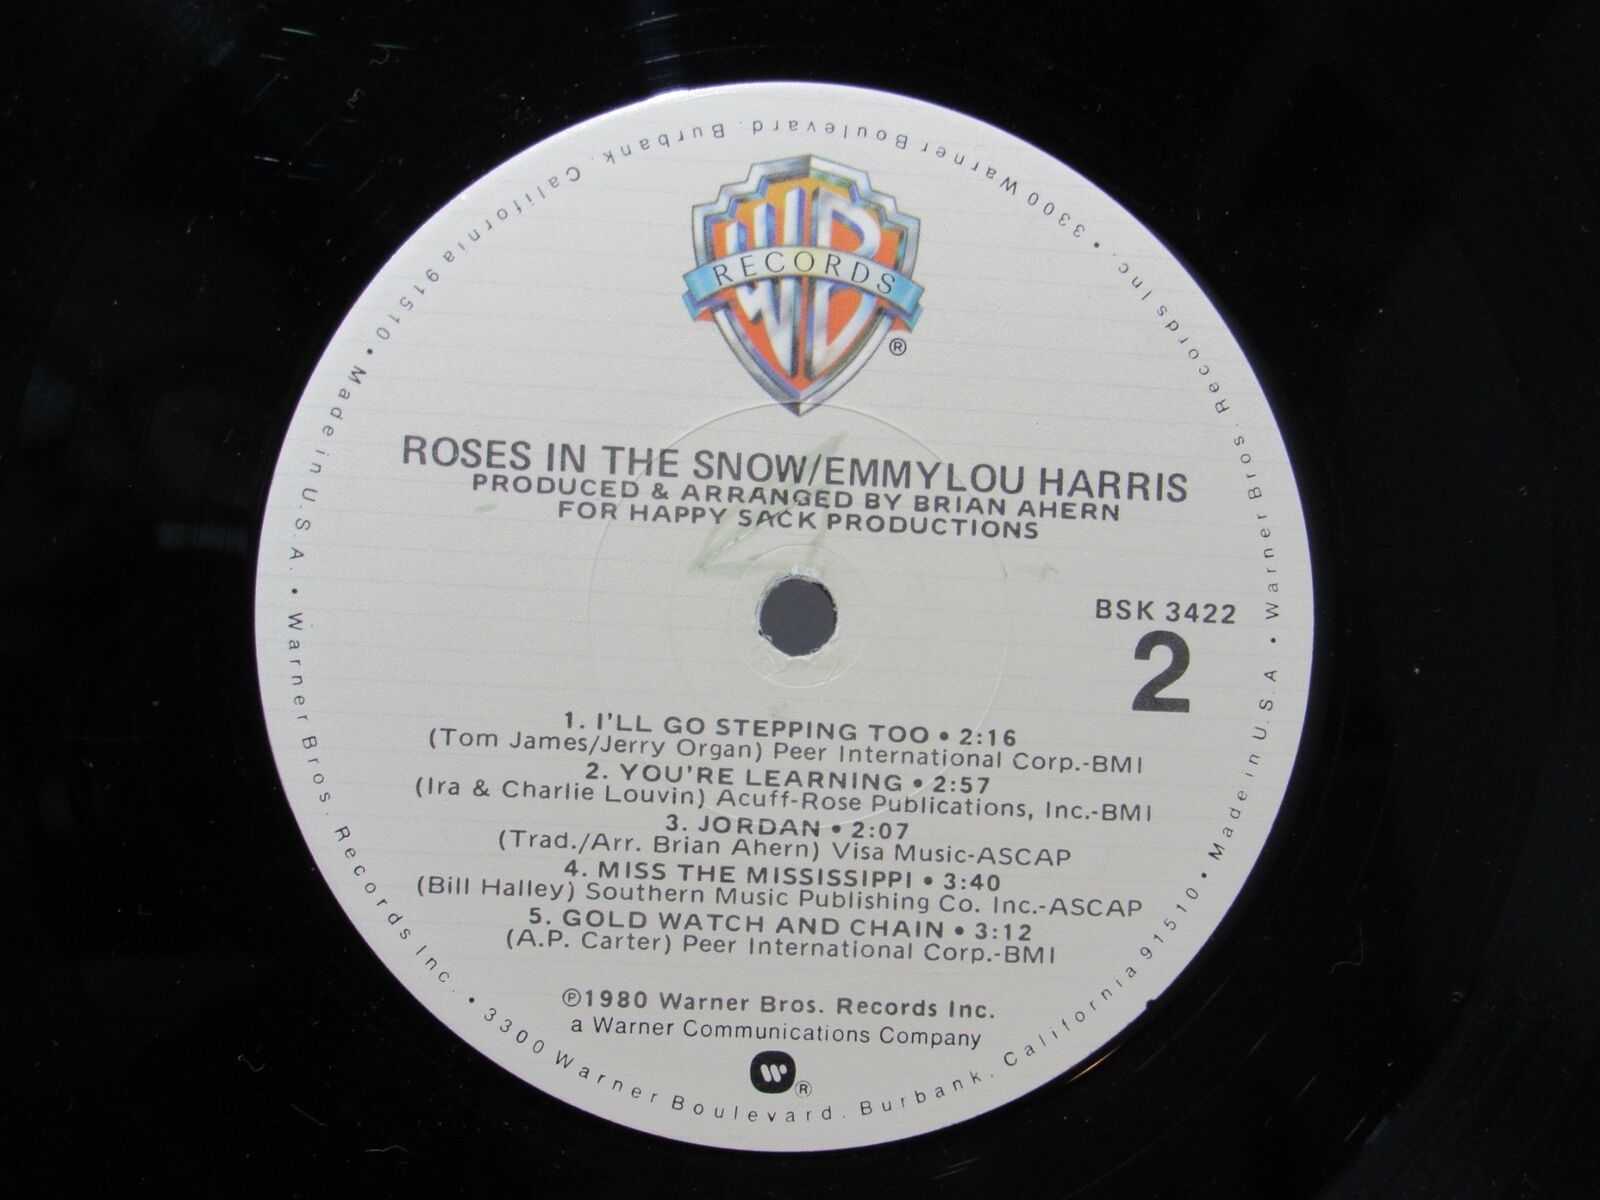 WB
RECORDS
®
ROSES IN THE SNOW/EMMYLOU HARRIS
PRODUCED & ARRANGED BY BRIAN AHERN
FOR HAPPY SACK PRODUCTIONS
BSK 3422
2
1. I'LL GO STEPPING TOO • 2:16
(Tom James/Jerry Organ) Peer International Corp.-BMI
2. YOU'RE LEARNING • 2:57
(Ira & Charlie Louvin) Acuff-Rose Publications, Inc.-BMI
3. JORDAN • 2:07
(Trad./Arr. Brian Ahern) Visa Music-ASCAP
4. MISS THE MISSISSIPPI • 3:40
(Bill Halley) Southern Music Publishing Co. Inc.-ASCAP
5. GOLD WATCH AND CHAIN • 3:12
(A.P. Carter) Peer International Corp.-BMI
℗1980 Warner Bros. Records Inc.
a Warner Communications Company
®
Warner Bros. Records Inc. • 3300 Warner Boulevard. Burbank. California 91510 • Made in U.S.A. •
Warner Bros. Records Inc. • 3300 Warner Boulevard. Burbank. California 91510 • Made in U.S.A. •